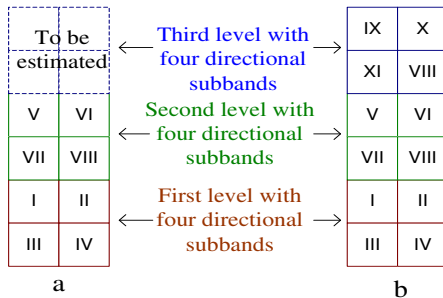 To be
estimated
V VI
VII VIII
I II
III IV
a
Third level with
four directional
subbands
Second level with
four directional
subbands
First level with
four directional
subbands
IX X
XI VIII
V VI
VII VIII
I II
III IV
b